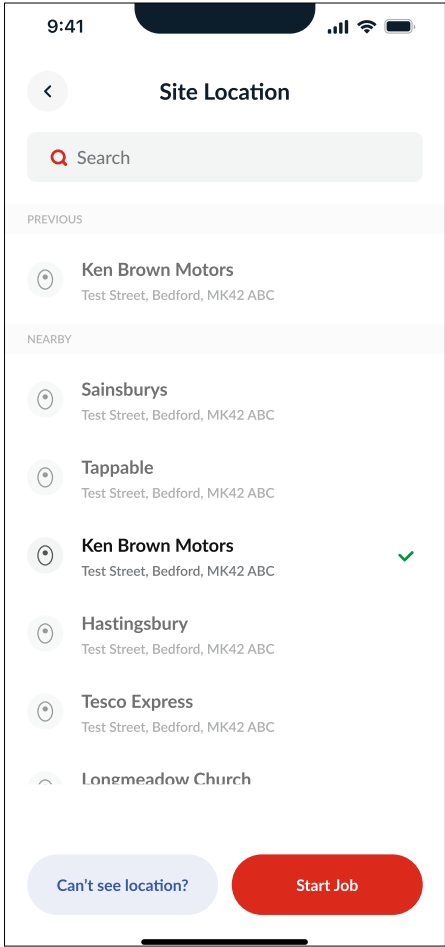 9:41
Site Location
Search
PREVIOUS
Ken Brown Motors
Test Street, Bedford, MK42 ABC
NEARBY
Sainsburys
Test Street, Bedford, MK42 ABC
Tappable
Test Street, Bedford, MK42 ABC
Ken Brown Motors
Test Street, Bedford, MK42 ABC
Hastingsbury
Test Street, Bedford, MK42 ABC
Tesco Express
Test Street, Bedford, MK42 ABC
Longmeadow Church
Can't see location?
Start Job